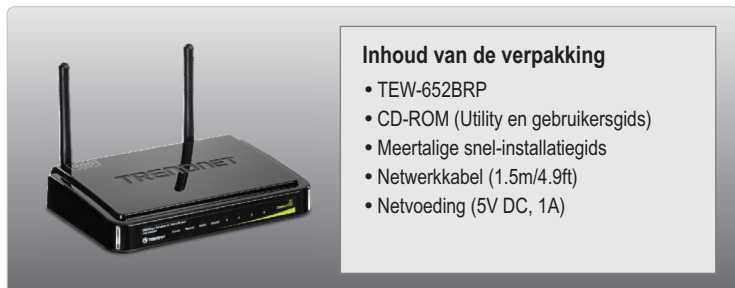 Inhoud van de verpakking
• TEW-652BRP
• CD-ROM (Utility en gebruikersgids)
• Meertalige snel-installatiegids
• Netwerkkabel (1.5m/4.9ft)
• Netvoeding (5V DC, 1A)
TRENDNET
TRENDNET